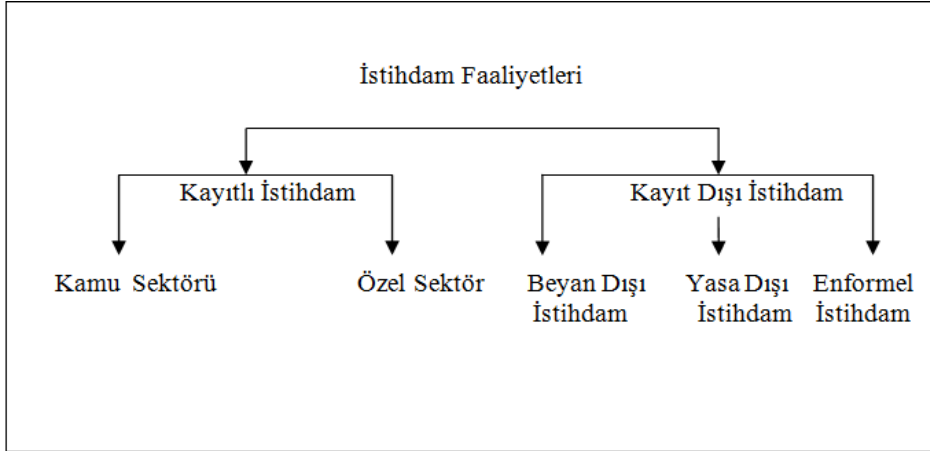 İstihdam Faaliyetleri
Kayıtlı İstihdam
Kayıt Dışı İstihdam
Kamu Sektörü
Özel Sektör
Beyan Dışı
İstihdam
Yasa Dışı
İstihdam
Enformel
İstihdam